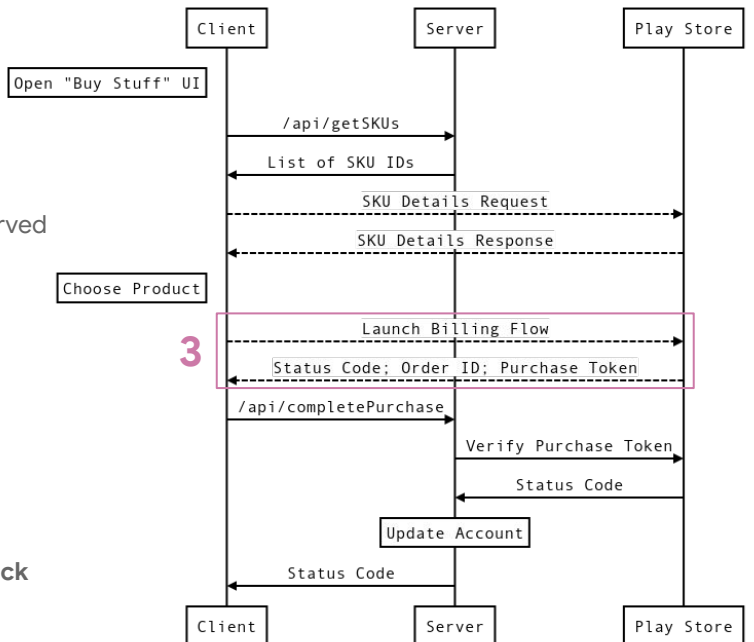 Client Server Play Store
Open "Buy Stuff" UI
/api/getSKUs
List of SKU IDs
SKU Details Request
rved
SKU Details Response
Choose Product
Launch Billing Flow
3
Status Code; Order ID; Purchase Token
/api/completePurchase
Verify Purchase Token
Status Code
Update Account
ck
Status Code
Client Server Play Store